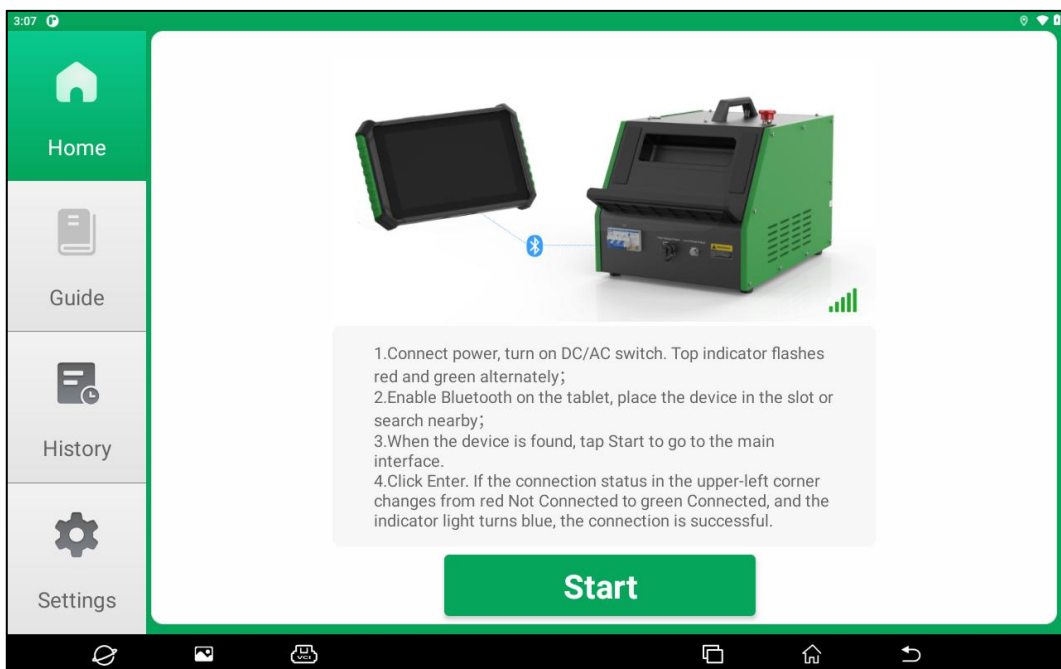 3:07
Home
Guide
History
Settings
1.Connect power, turn on DC/AC switch. Top indicator flashes
red and green alternately；
2.Enable Bluetooth on the tablet, place the device in the slot or
search nearby；
3.When the device is found, tap Start to go to the main
interface.
4.Click Enter. If the connection status in the upper-left corner
changes from red Not Connected to green Connected, and the
indicator light turns blue, the connection is successful.
Start
VCI